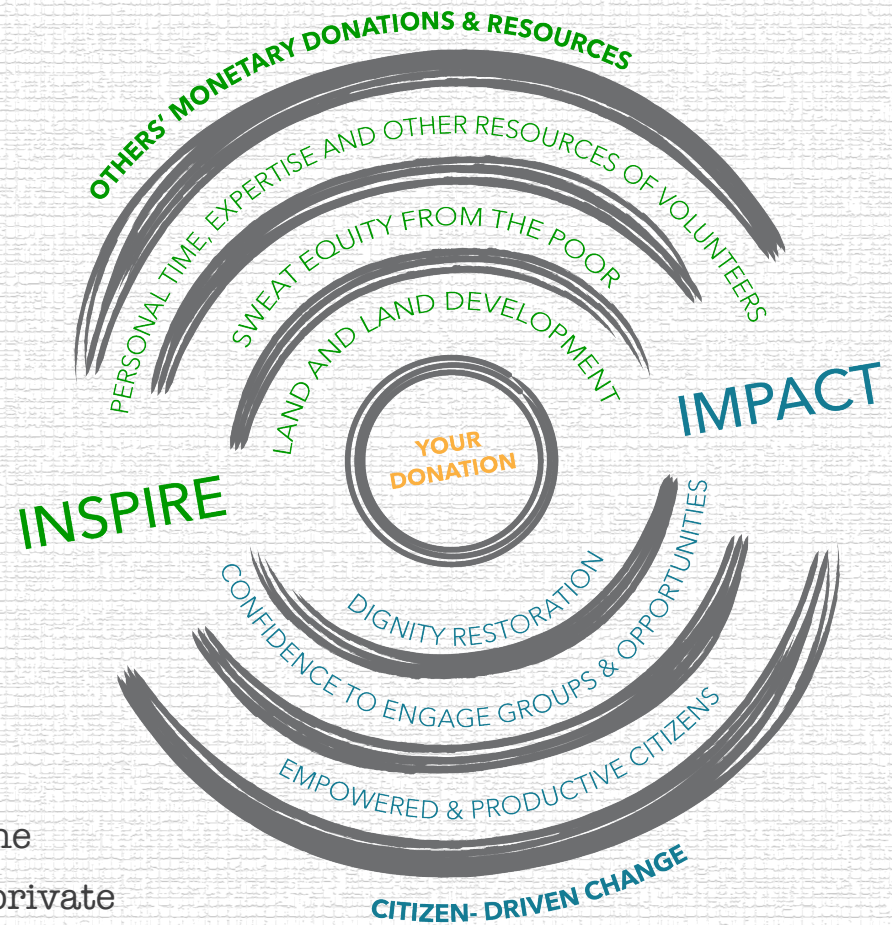 OTHERS' MONETARY DONATIONS & RESOURCES
PERSONAL TIME, EXPERTISE AND OTHER RESOURCES OF VOLUNTEERS
SWEAT EQUITY FROM THE POOR
LAND AND LAND DEVELOPMENT
IMPACT
YOUR
DONATION
INSPIRE
DIGNITY RESTORATION
CONFIDENCE TO ENGAGE GROUPS & OPPORTUNITIES
EMPOWERED & PRODUCTIVE CITIZENS
CITIZEN- DRIVEN CHANGE
private